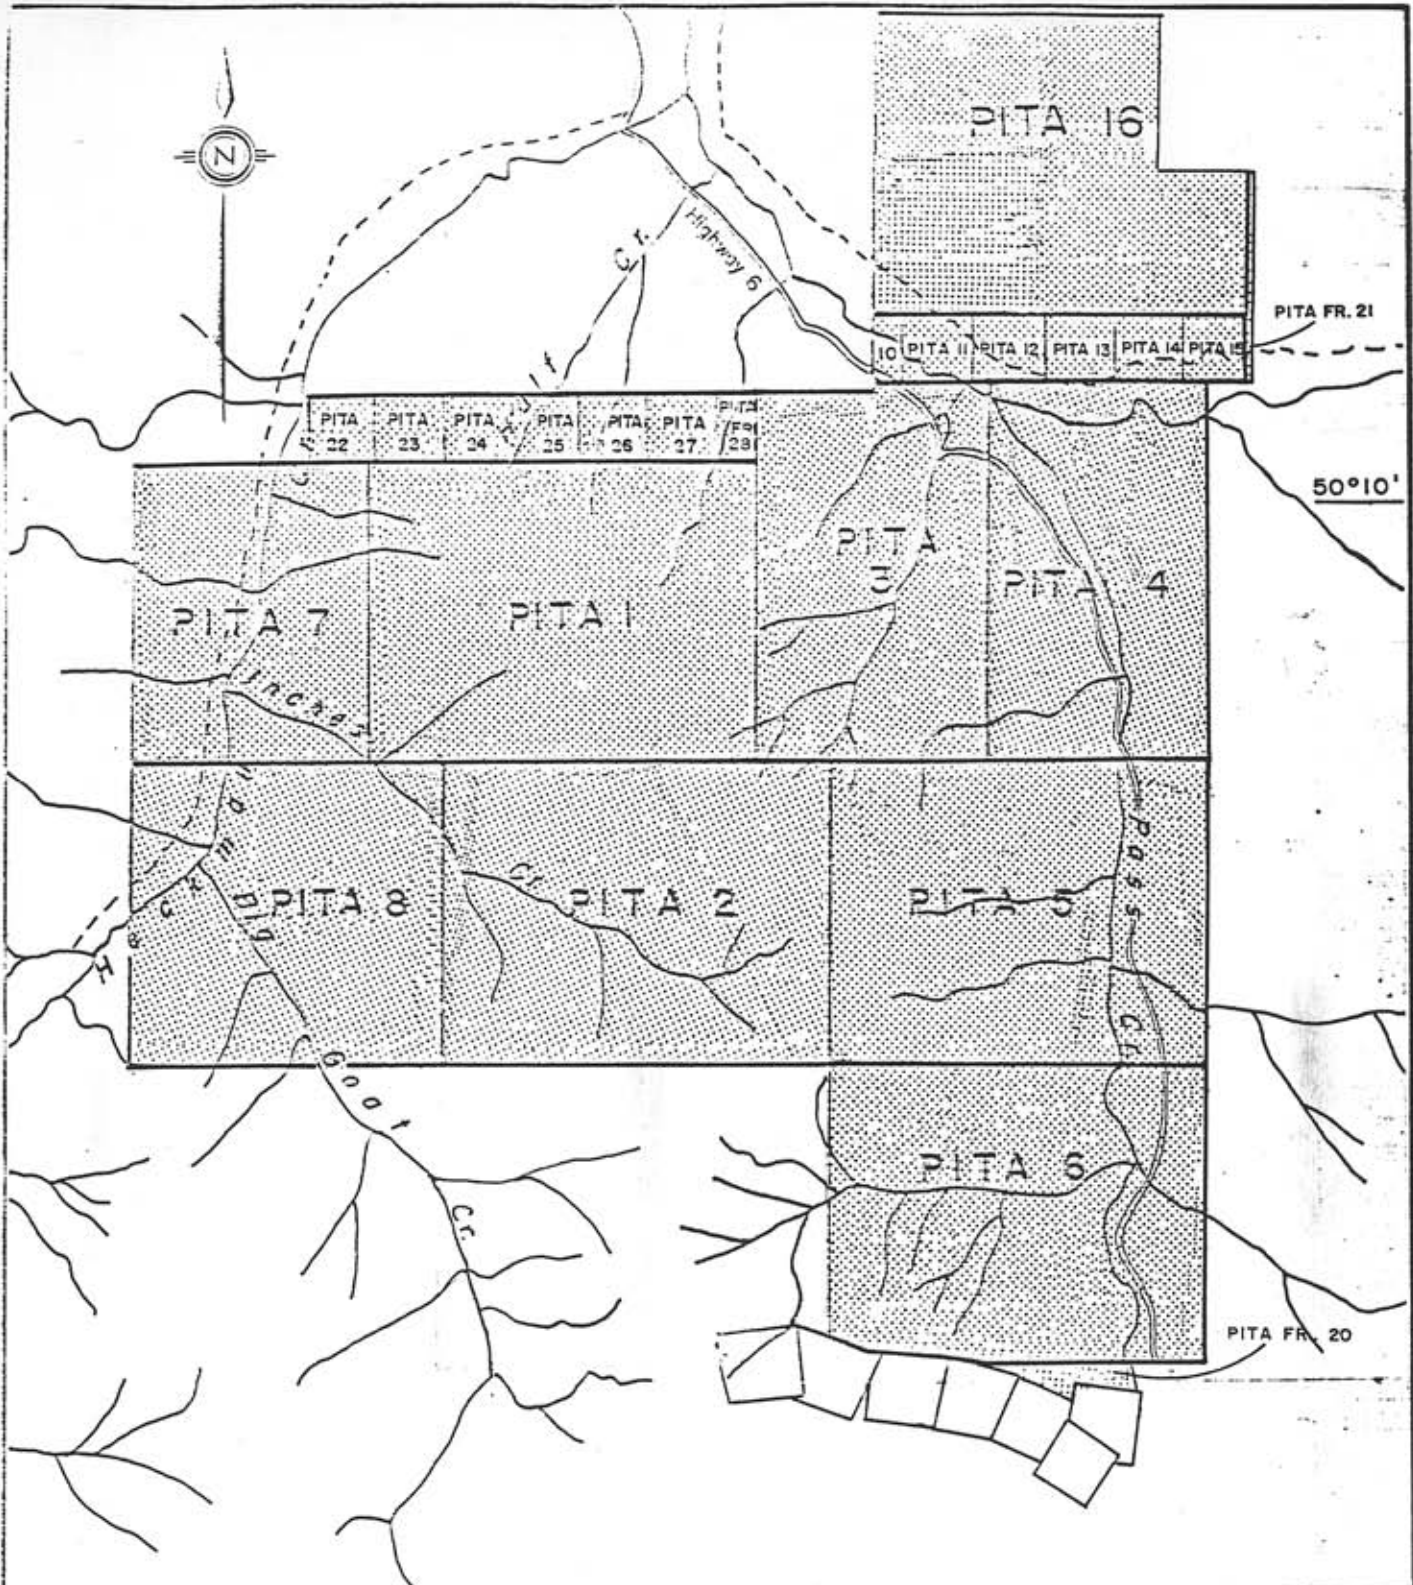 PITA 16
N
Cr.
Highway 6
PITA FR. 21
10 PITA 11 PITA 12 PITA 13 PITA 14 PITA 15
PITA 22
PITA 23
PITA 24
PITA 25
PITA 26
PITA 27
PITA FR 28
50°10'
PITA 3
PITA 4
PITA 7
PITA 1
Pass
Cr.
PITA 8
Cr.
PITA 2
PITA 5
Big
Goat
Cr.
PITA 6
PITA FR. 20